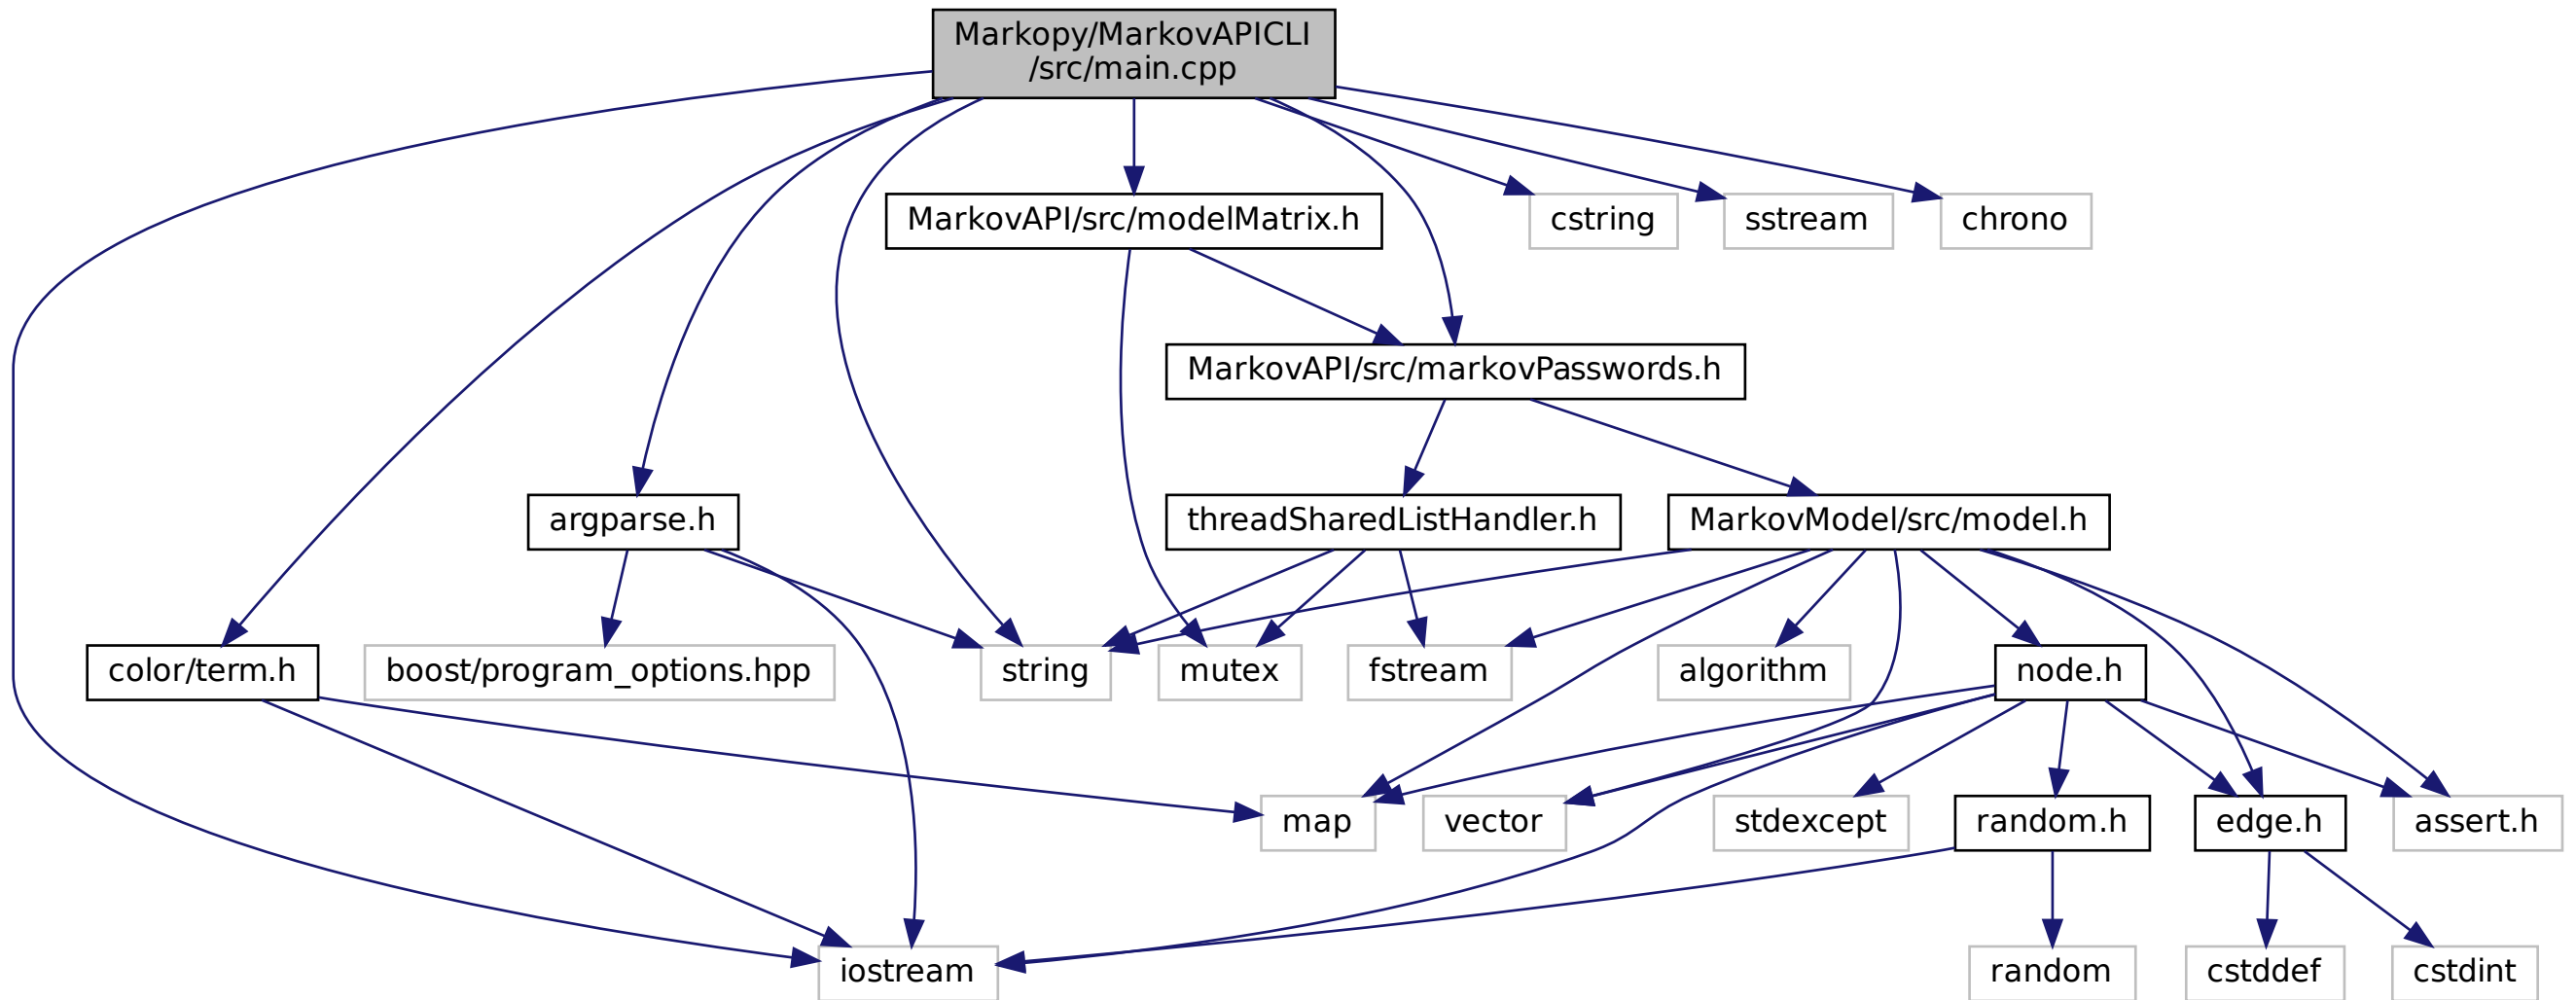 Markopy/MarkovAPICLI
/src/main.cpp
MarkovAPI/src/modelMatrix.h
cstring
sstream
chrono
MarkovAPI/src/markovPasswords.h
argparse.h
threadSharedListHandler.h
MarkovModel/src/model.h
color/term.h
boost/program_options.hpp
string
mutex
fstream
algorithm
node.h
map
vector
stdexcept
random.h
edge.h
assert.h
iostream
random
cstddef
cstdint